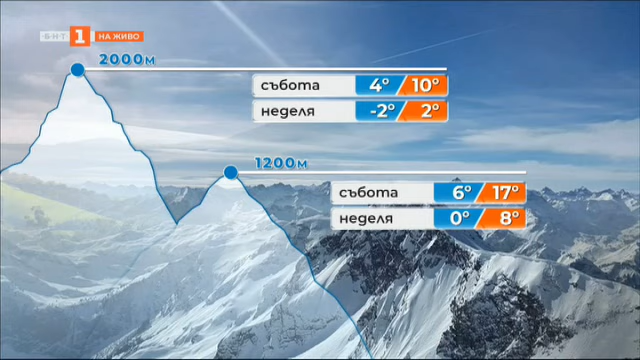 БНТ 1 НА ЖИВО
2000м
събота 4° 10°
неделя -2° 2°
1200м
събота 6° 17°
неделя 0° 8°